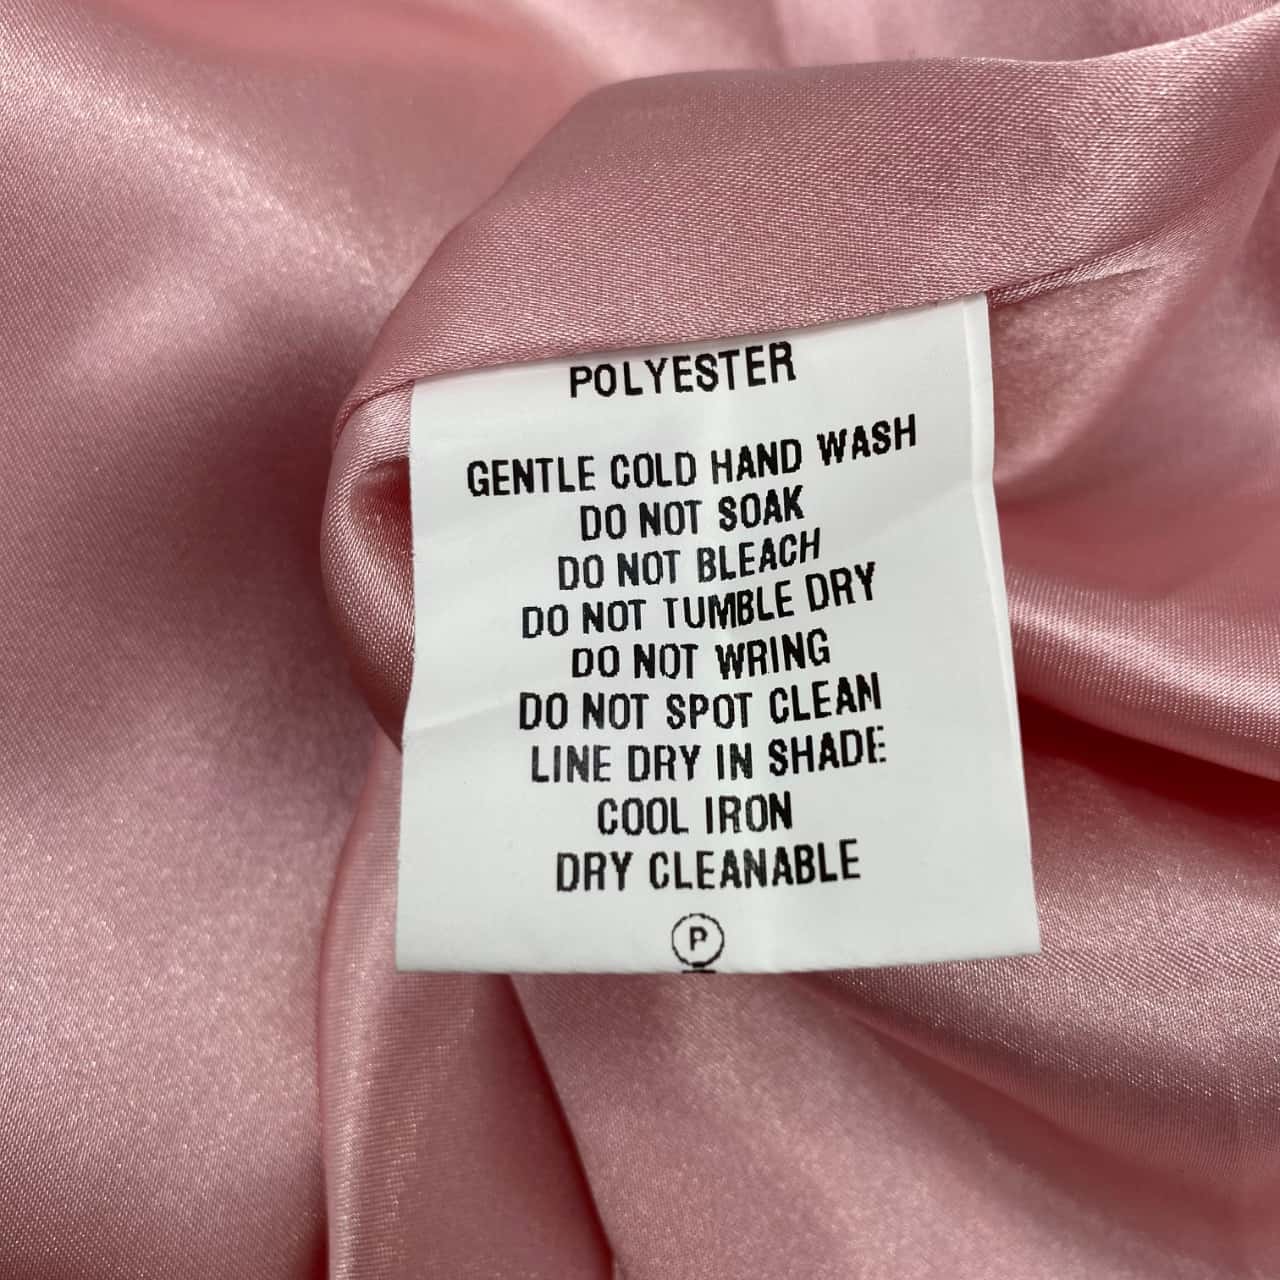 POLYESTER
GENTLE COLD HAND WASH
DO NOT SOAK
DO NOT BLEACH
DO NOT TUMBLE DRY
DO NOT WRING
DO NOT SPOT CLEAN
LINE DRY IN SHADE
COOL IRON
DRY CLEANABLE
P